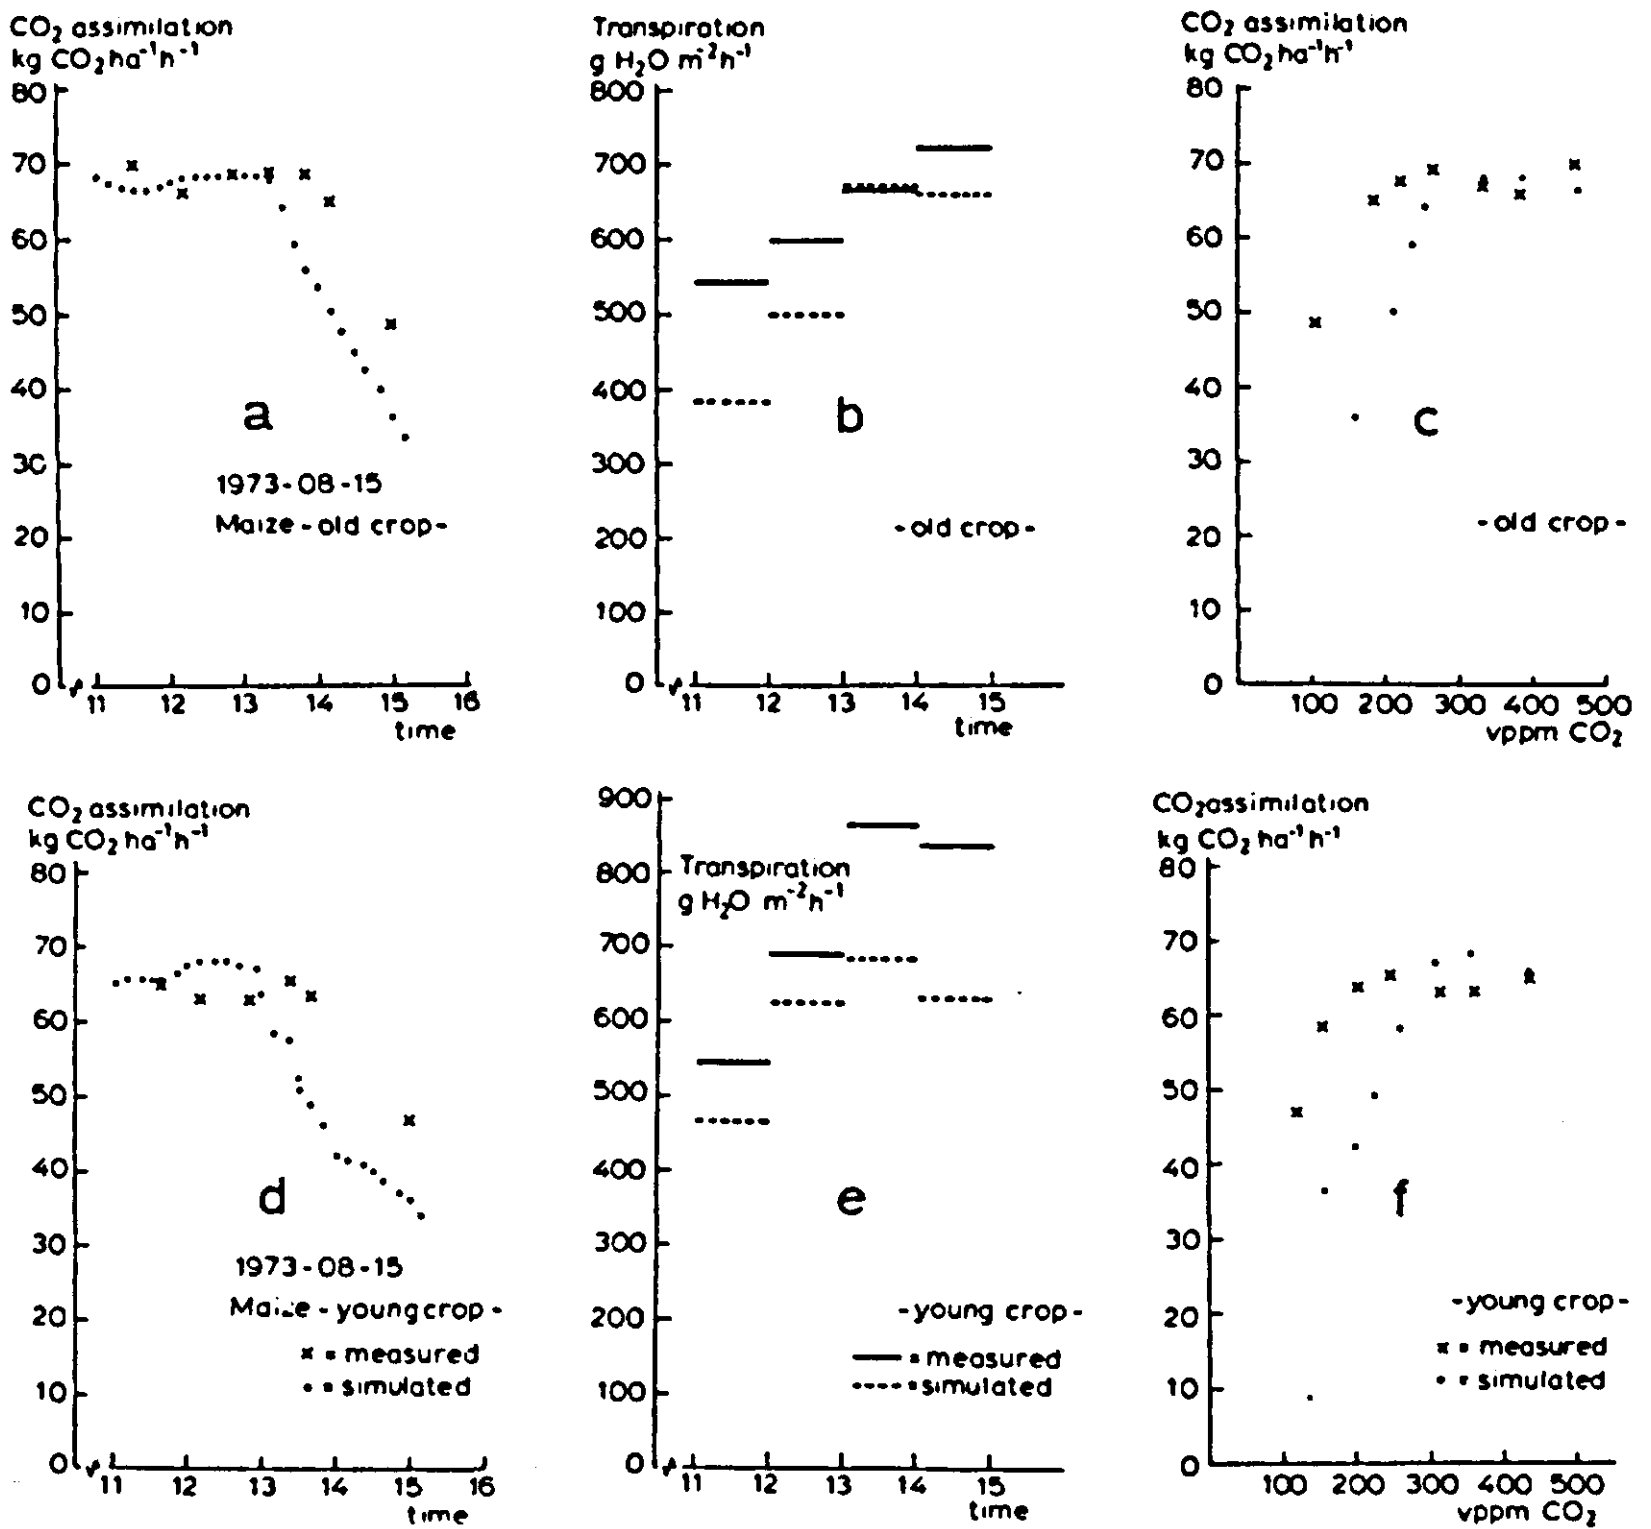 CO₂ assimilation
kg CO₂ ha⁻¹ h⁻¹
80
70
60
50
40
30
20
10
0
11 12 13 14 15 16
time
a
1973-08-15
Maize - old crop -
Transpiration
g H₂O m⁻² h⁻¹
800
700
600
500
400
300
200
100
0
11 12 13 14 15
time
b
- old crop -
CO₂ assimilation
kg CO₂ ha⁻¹ h⁻¹
80
70
60
50
40
30
20
10
0
100 200 300 400 500
vppm CO₂
c
- old crop -
CO₂ assimilation
kg CO₂ ha⁻¹ h⁻¹
80
70
60
50
40
30
20
10
0
11 12 13 14 15 16
time
d
1973-08-15
Maize - young crop -
x = measured
• = simulated
900
800
700
600
500
400
300
200
100
0
Transpiration
g H₂O m⁻² h⁻¹
11 12 13 14 15
time
e
- young crop -
= measured
= simulated
CO₂ assimilation
kg CO₂ ha⁻¹ h⁻¹
80
70
60
50
40
30
20
10
0
100 200 300 400 500
vppm CO₂
f
- young crop -
x = measured
• = simulated